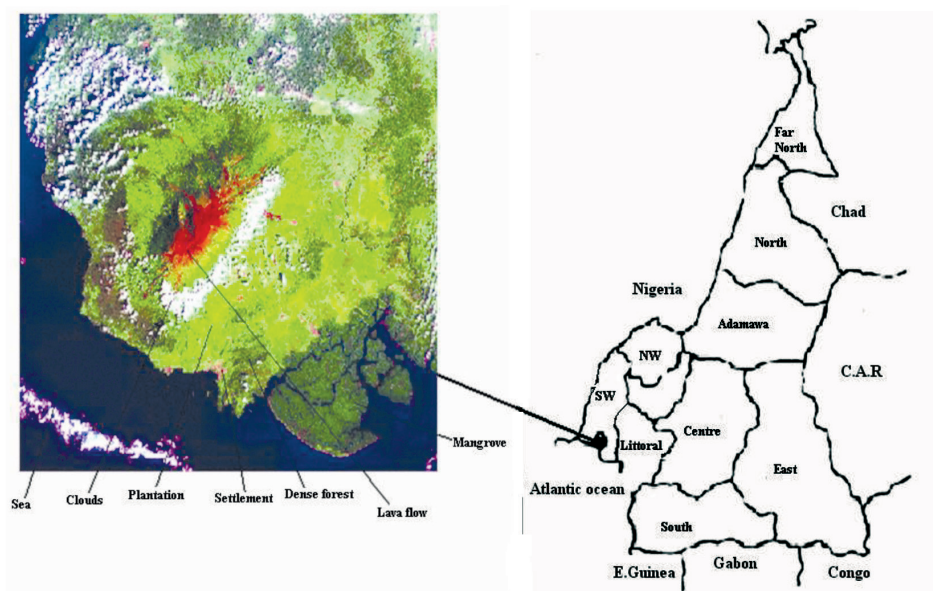 Sea
Clouds
Plantation
Settlement
Dense forest
Lava flow
Mangrove
Far
North
Chad
North
Nigeria
Adamawa
NW
C.A.R
SW
Centre
Littoral
East
Atlantic ocean
South
E.Guinea
Gabon
Congo